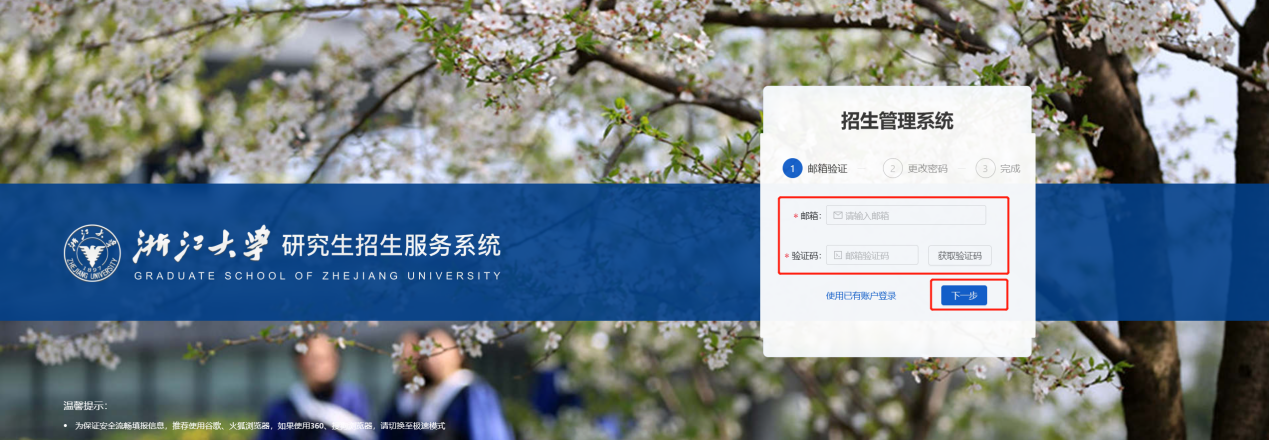 招生管理系统
1 邮箱验证 2 更改密码 3 完成
* 邮箱： 请输入邮箱
* 验证码： 邮箱验证码 获取验证码
使用已有账户登录 下一步
浙江大学 研究生招生服务系统
GRADUATE SCHOOL OF ZHEJIANG UNIVERSITY
ZHEJIANG UNIVERSITY
1897
温馨提示：
• 为保证安全流畅填报信息，推荐使用谷歌、火狐浏览器，如果使用360、浏览器，请切换至极速模式